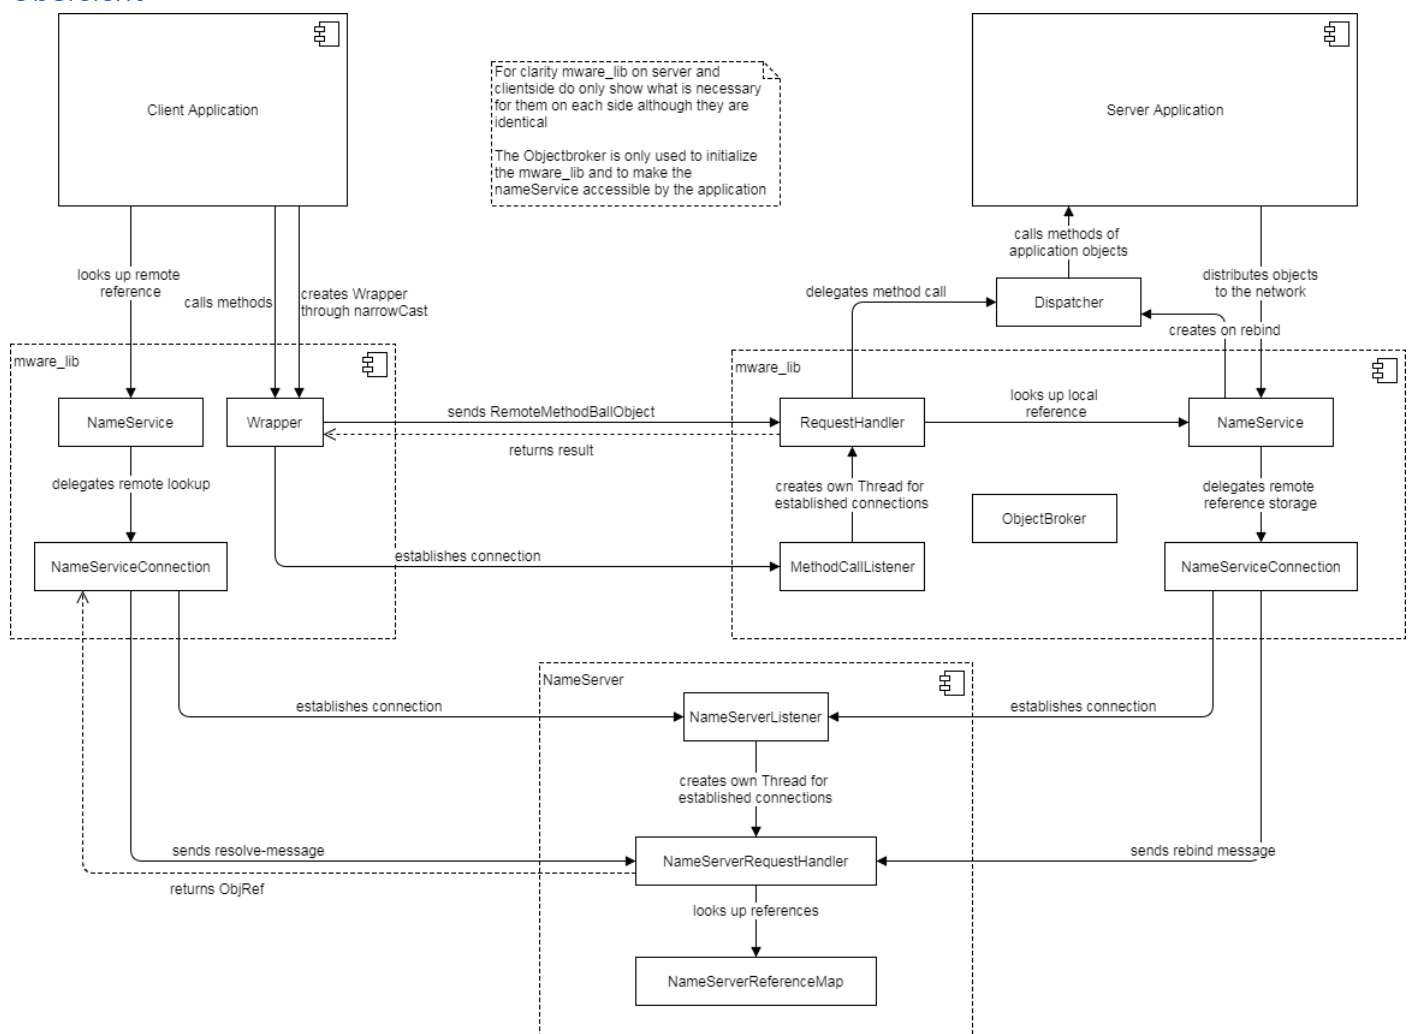 Übersicht
Client Application
For clarity mware_lib on server and
clientside do only show what is necessary
for them on each side although they are
identical
The Objectbroker is only used to initialize
the mware_lib and to make the
nameService accessible by the application
Server Application
looks up remote
reference
calls methods
creates Wrapper
through narrowCast
calls methods of
application objects
distributes objects
to the network
delegates method call
Dispatcher
creates on rebind
mware_lib
NameService
Wrapper
sends RemoteMethodBallObject
returns result
mware_lib
RequestHandler
looks up local
reference
NameService
delegates remote lookup
creates own Thread for
established connections
ObjectBroker
delegates remote
reference storage
NameServiceConnection
establishes connection
MethodCallListener
NameServiceConnection
NameServer
establishes connection
NameServerListener
establishes connection
creates own Thread for
established connections
sends resolve-message
NameServerRequestHandler
sends rebind message
returns ObjRef
looks up references
NameServerReferenceMap